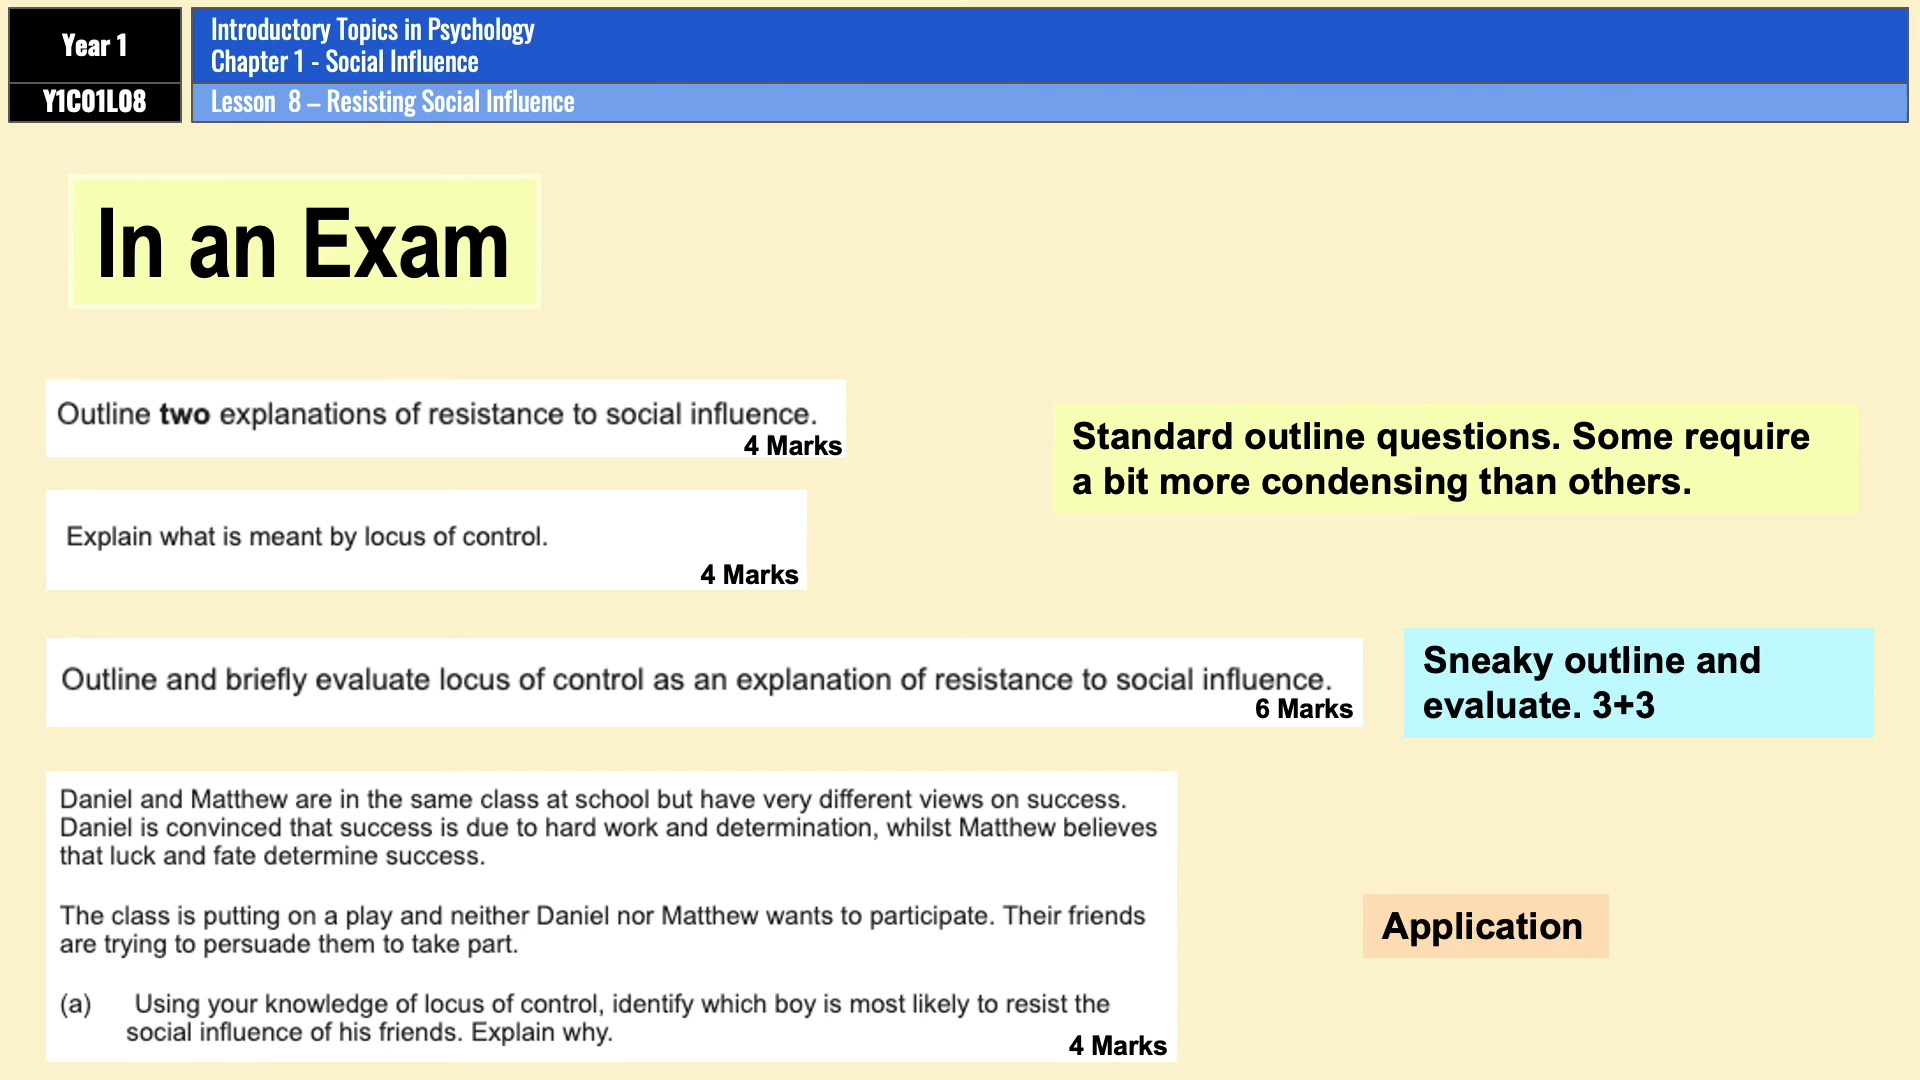 Year 1
Introductory Topics in Psychology
Chapter 1 - Social Influence
Y1C01L08
Lesson  8 – Resisting Social Influence
In an Exam
Outline two explanations of resistance to social influence.
4 Marks
Standard outline questions. Some require
a bit more condensing than others.
Explain what is meant by locus of control.
4 Marks
Outline and briefly evaluate locus of control as an explanation of resistance to social influence.
6 Marks
Sneaky outline and
evaluate. 3+3
Daniel and Matthew are in the same class at school but have very different views on success.
Daniel is convinced that success is due to hard work and determination, whilst Matthew believes
that luck and fate determine success.
The class is putting on a play and neither Daniel nor Matthew wants to participate. Their friends
are trying to persuade them to take part.
(a) Using your knowledge of locus of control, identify which boy is most likely to resist the
social influence of his friends. Explain why.
4 Marks
Application